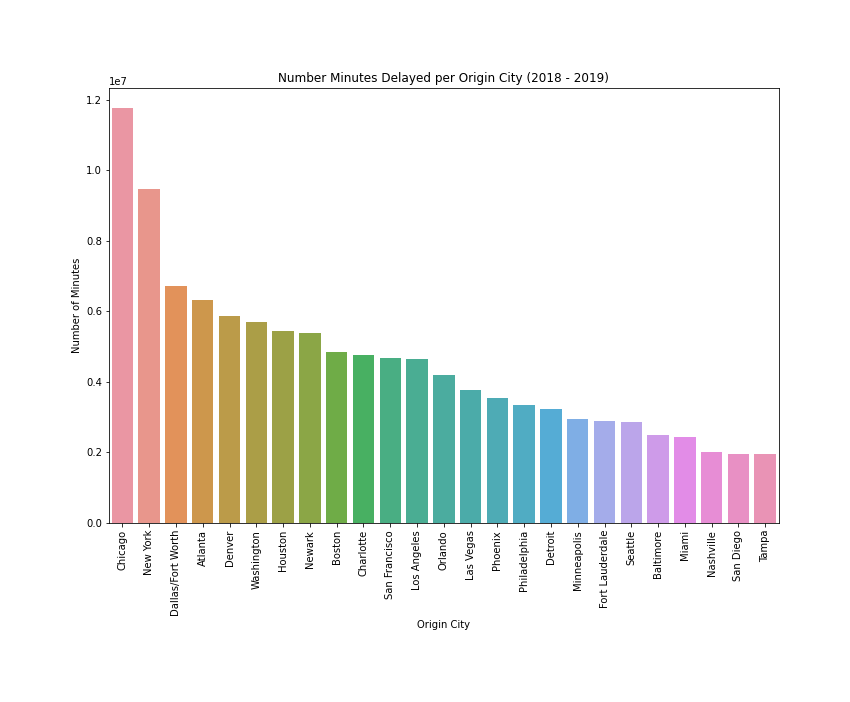 Number Minutes Delayed per Origin City (2018 - 2019)
1e7
1.2
1.0
0.8
0.6
0.4
0.2
0.0
Number of Minutes
Chicago
New York
Dallas/Fort Worth
Atlanta
Denver
Washington
Houston
Newark
Boston
Charlotte
San Francisco
Los Angeles
Orlando
Las Vegas
Phoenix
Philadelphia
Detroit
Minneapolis
Fort Lauderdale
Seattle
Baltimore
Miami
Nashville
San Diego
Tampa
Origin City